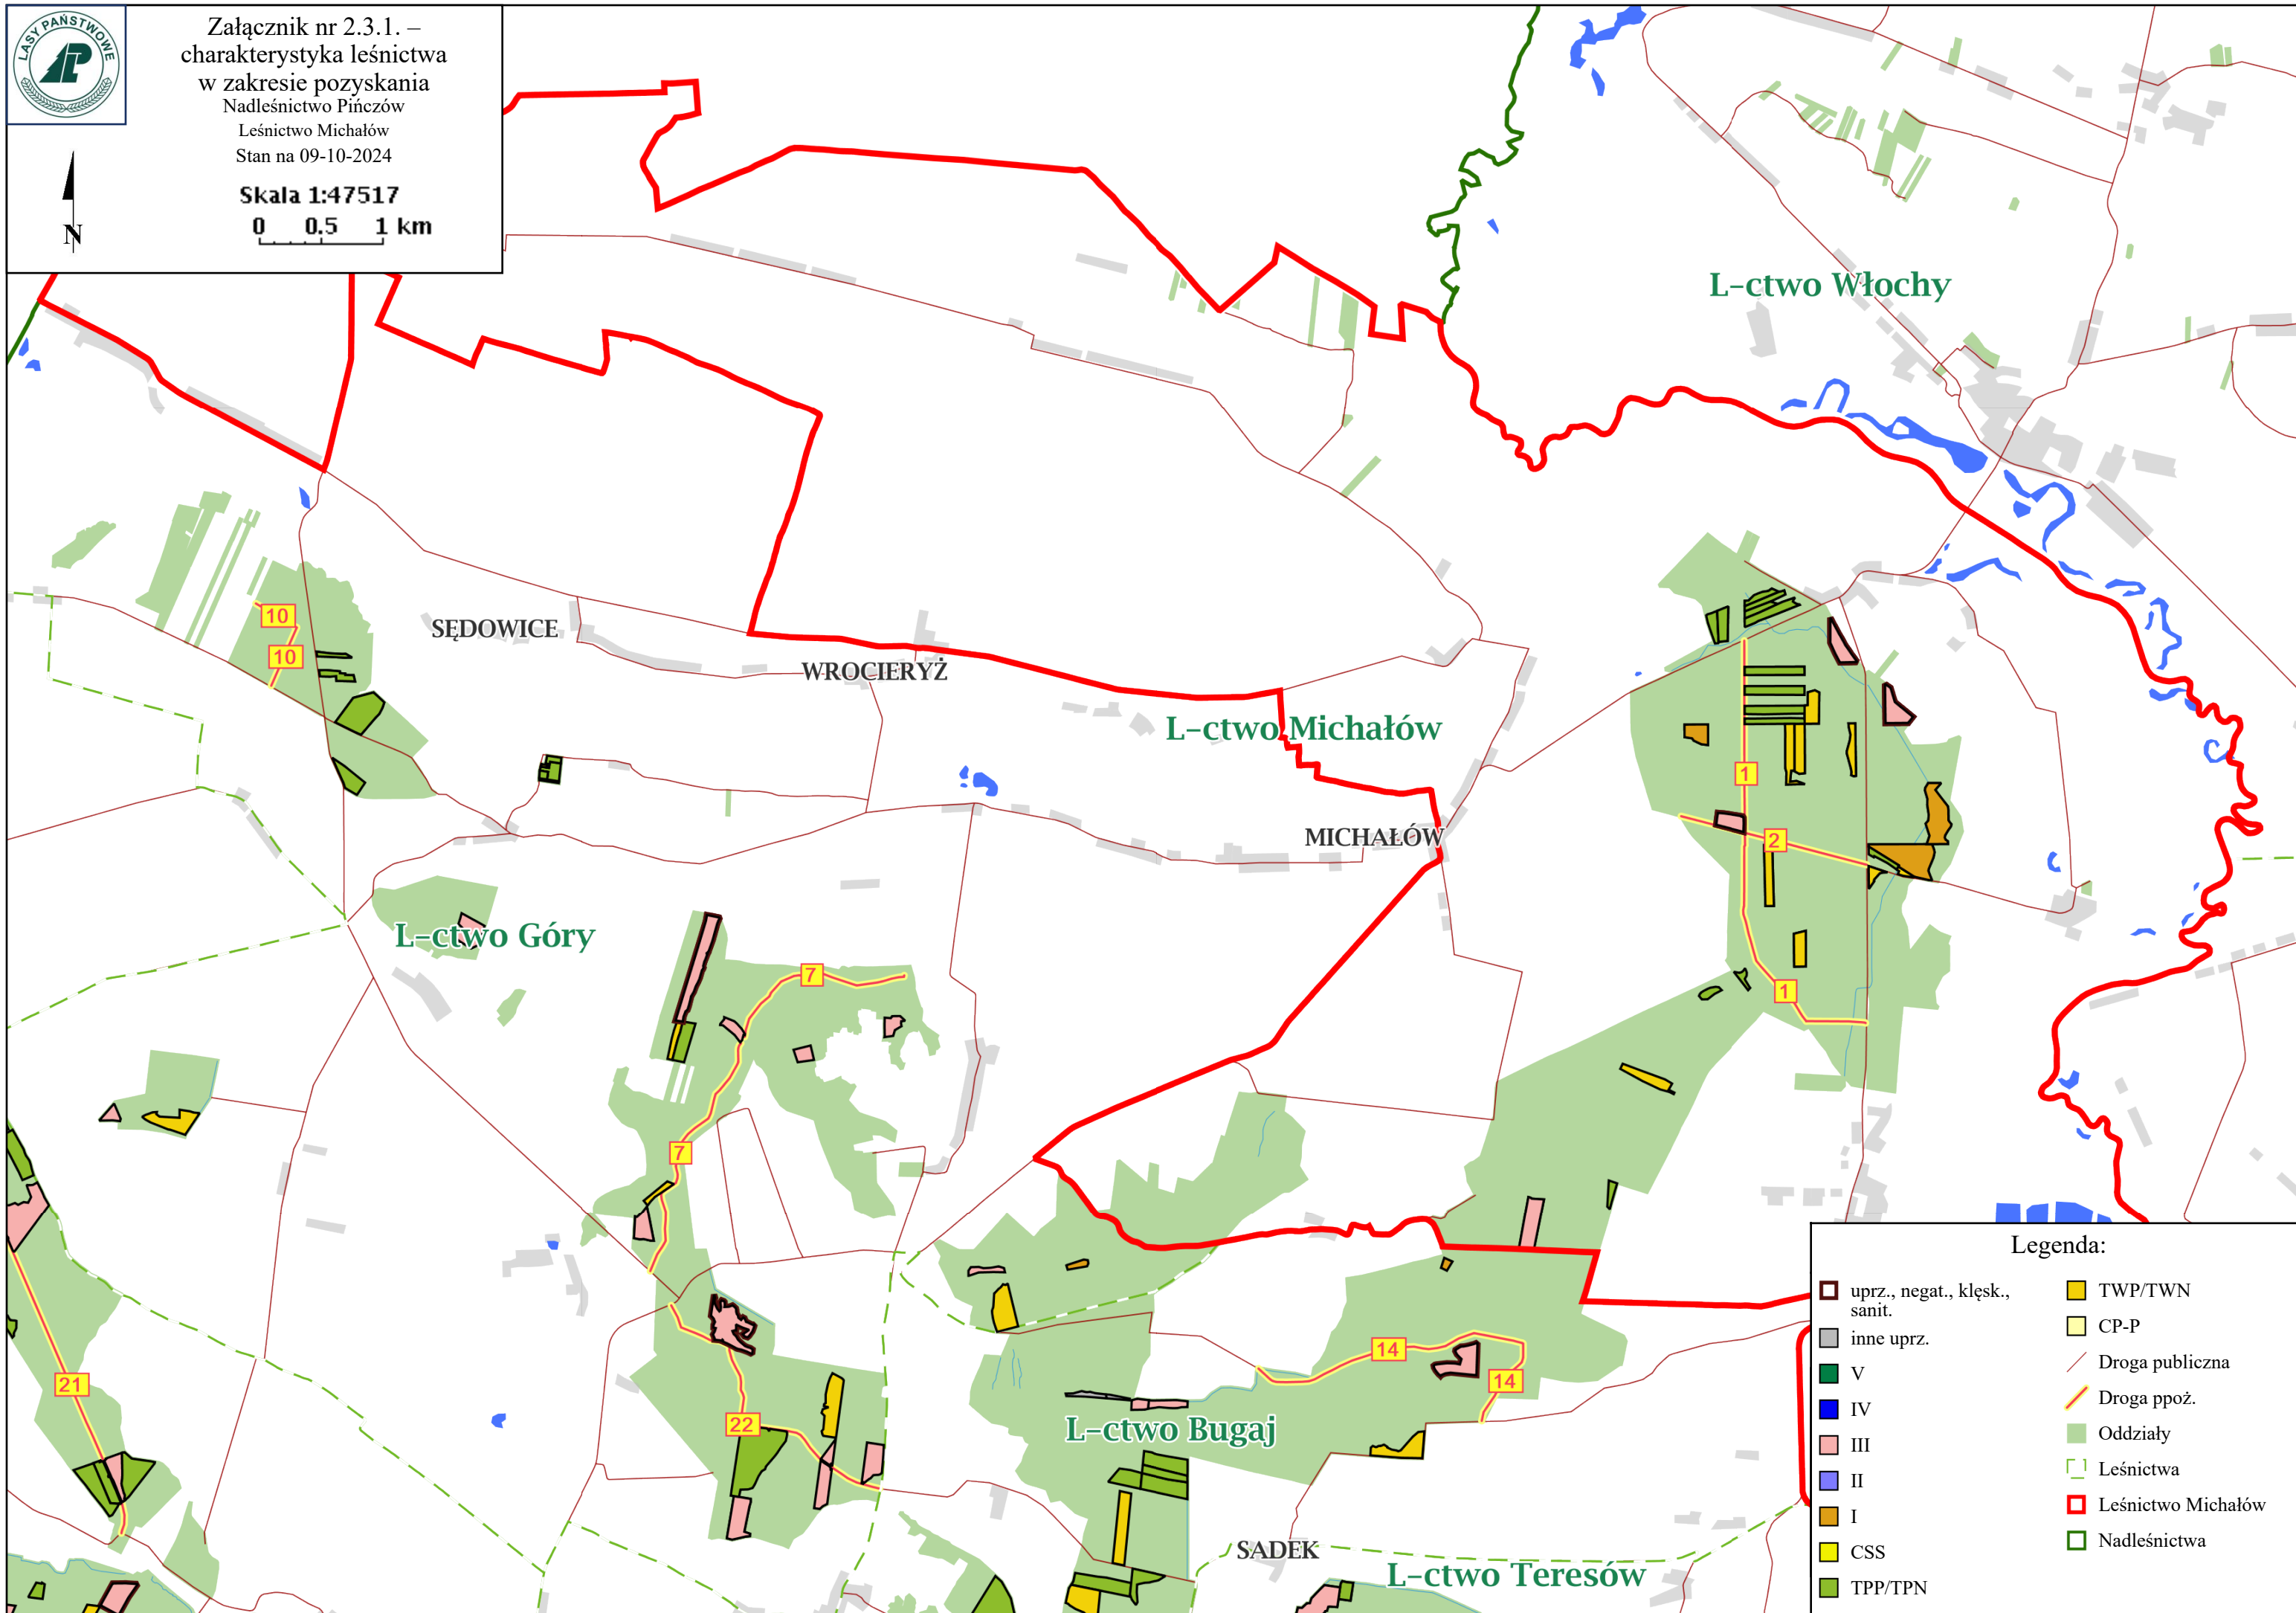 LASY PAŃSTWOWE
Załącznik nr 2.3.1. –
charakterystyka leśnictwa
w zakresie pozyskania
Nadleśnictwo Pińczów
Leśnictwo Michałów
Stan na 09-10-2024
Skala 1:47517
0 0.5 1 km
N
L-ctwo Włochy
10
10
SĘDOWICE
WROCIERYŻ
L-ctwo Michałów
MICHAŁÓW
1
2
1
L-ctwo Góry
7
7
14
14
21
22
L-ctwo Bugaj
SADEK
L-ctwo Teresów
Legenda:
uprz., negat., klęsk.,
sanit.
inne uprz.
V
IV
III
II
I
CSS
TPP/TPN
TWP/TWN
CP-P
Droga publiczna
Droga ppoż.
Oddziały
Leśnictwa
Leśnictwo Michałów
Nadleśnictwa